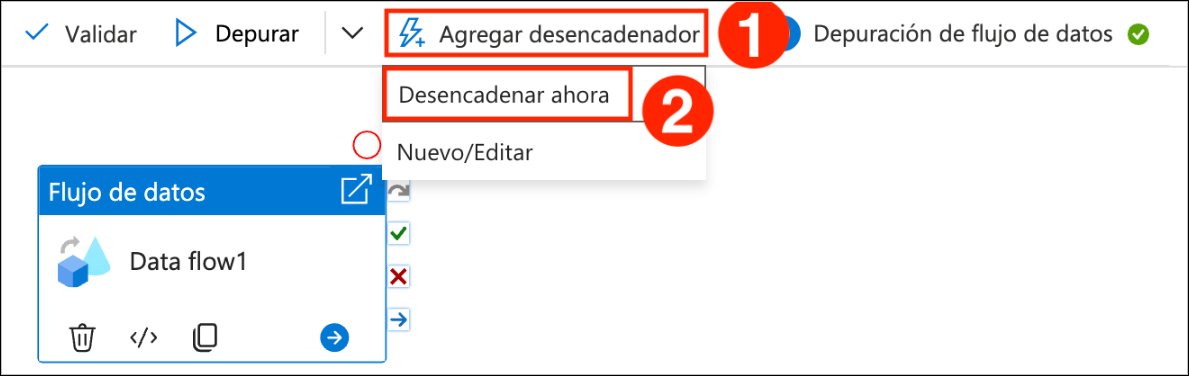 Validar Depurar Agregar desencadenador 1 Depuración de flujo de datos
Desencadenar ahora 2
Nuevo/Editar
Flujo de datos
Data flow1